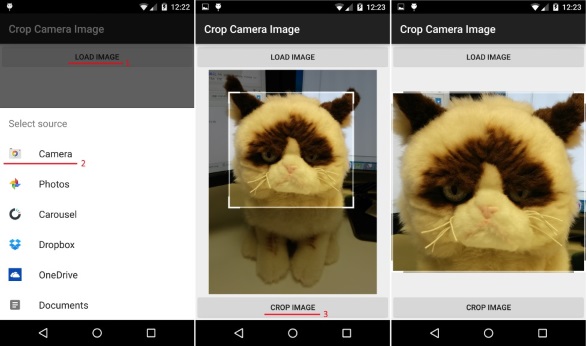 12:22
Crop Camera Image
LOAD IMAGE
1
Select source
Camera
2
Photos
Carousel
Dropbox
OneDrive
Documents
12:23
Crop Camera Image
LOAD IMAGE
CROP IMAGE
3
12:23
Crop Camera Image
LOAD IMAGE
CROP IMAGE